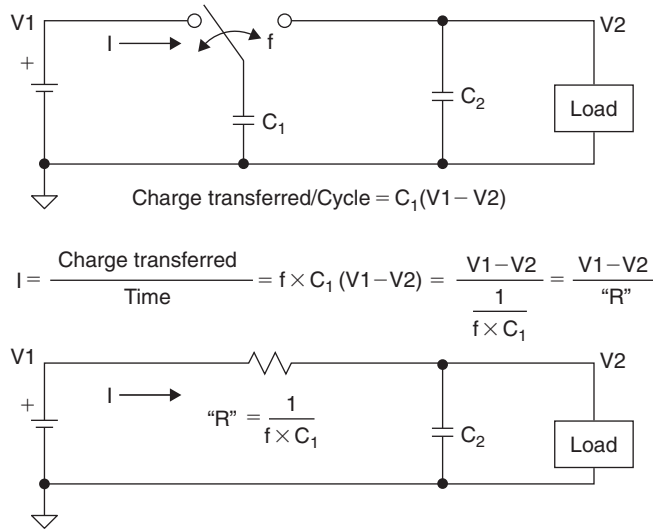 V1 V2
I f
+
C₁ C₂ Load
Charge transferred/Cycle = C₁(V1 − V2)
I = Charge transferred / Time = f × C₁ (V1−V2) = V1−V2 / 1 / f × C₁ = V1−V2 / “R”
V1 V2
I
+
“R” = 1 / f × C₁
C₂ Load